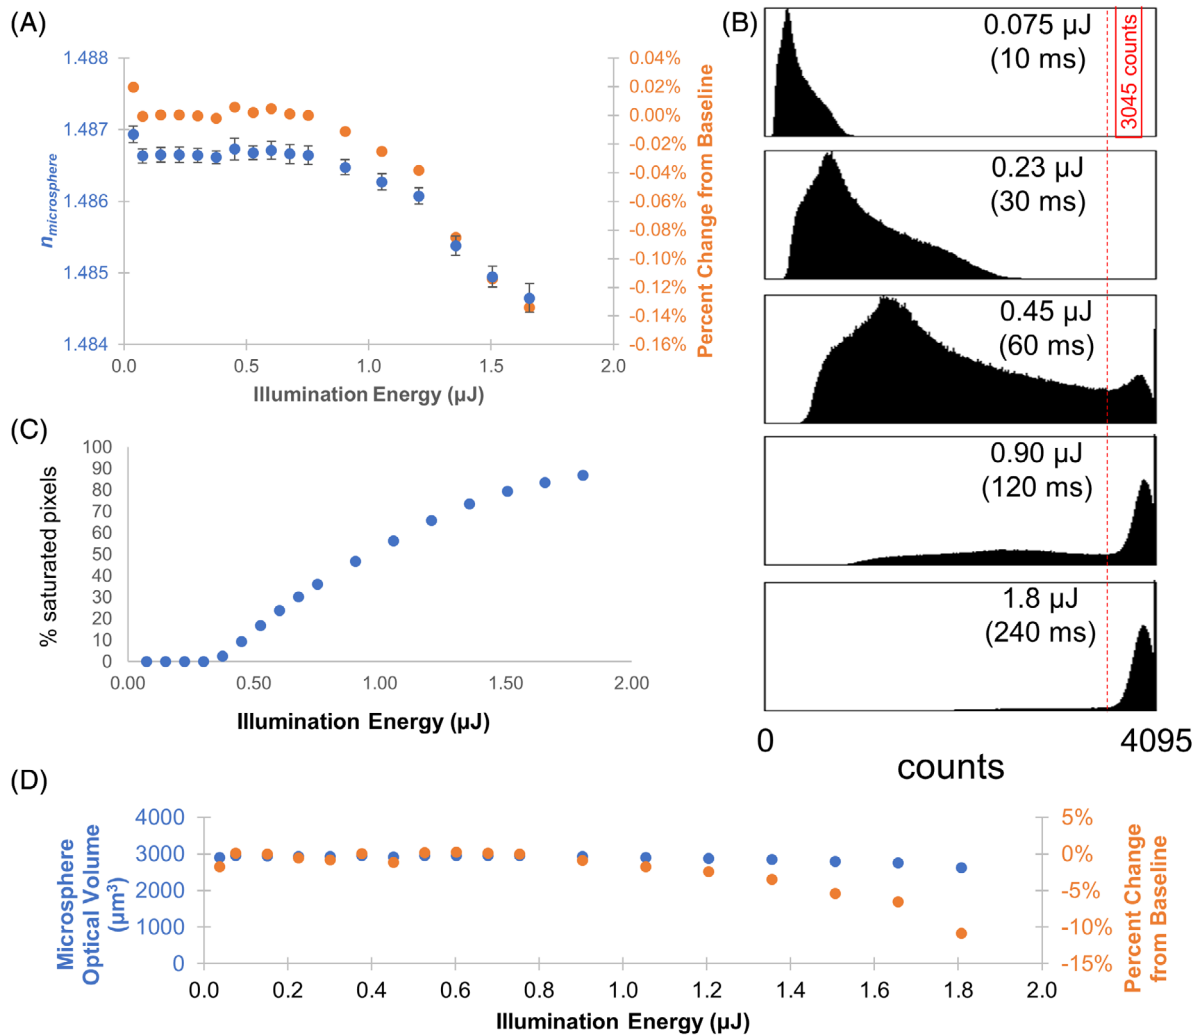 (A)
1.488
1.487
1.486
1.485
1.484
n microsphere
0.04%
0.02%
0.00%
-0.02%
-0.04%
-0.06%
-0.08%
-0.10%
-0.12%
-0.14%
-0.16%
Percent Change from Baseline
0.0
0.5
1.0
1.5
2.0
Illumination Energy (µJ)
(B)
0.075 µJ
(10 ms)
3045 counts
0.23 µJ
(30 ms)
0.45 µJ
(60 ms)
0.90 µJ
(120 ms)
1.8 µJ
(240 ms)
0
4095
counts
(C)
100
90
80
70
60
50
40
30
20
10
0
% saturated pixels
0.00
0.50
1.00
1.50
2.00
Illumination Energy (µJ)
(D)
Microsphere
Optical Volume
(µm³)
4000
3000
2000
1000
0
5%
0%
-5%
-10%
-15%
Percent Change
from Baseline
0.0
0.2
0.4
0.6
0.8
1.0
1.2
1.4
1.6
1.8
2.0
Illumination Energy (µJ)